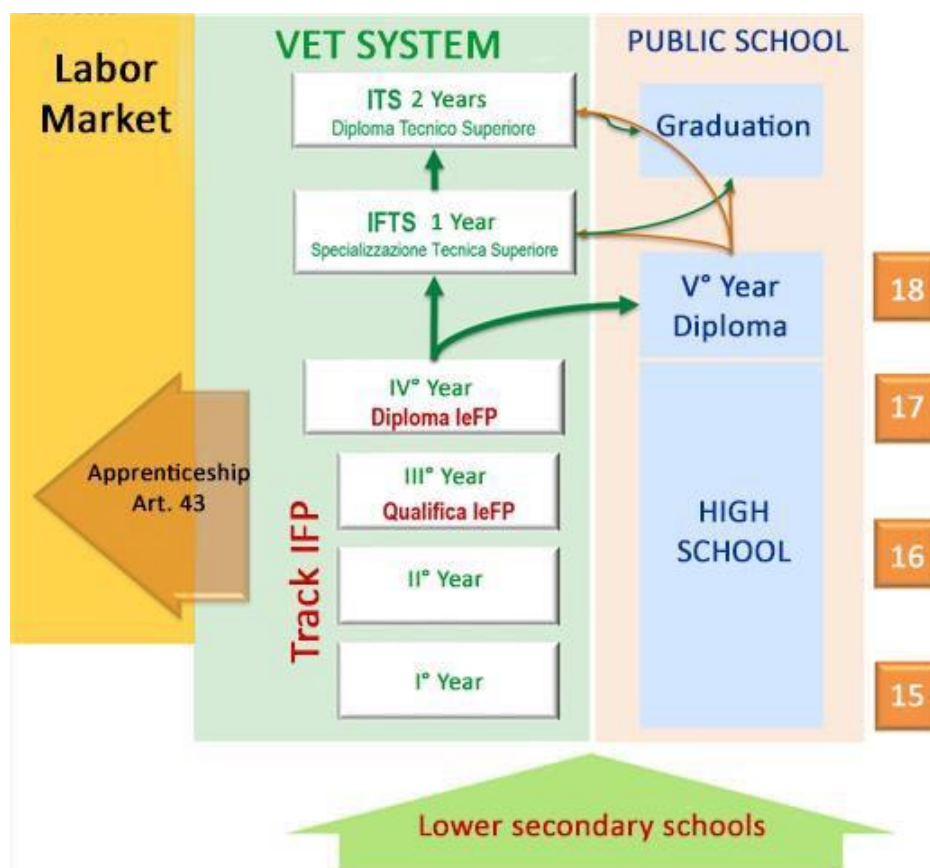 Labor
Market
VET SYSTEM
PUBLIC SCHOOL
ITS 2 Years
Diploma Tecnico Superiore
Graduation
IFTS 1 Year
Specializzazione Tecnica Superiore
V° Year
Diploma
18
IV° Year
Diploma IeFP
17
Apprenticeship
Art. 43
Track IFP
III° Year
Qualifica IeFP
HIGH
SCHOOL
II° Year
16
I° Year
15
Lower secondary schools